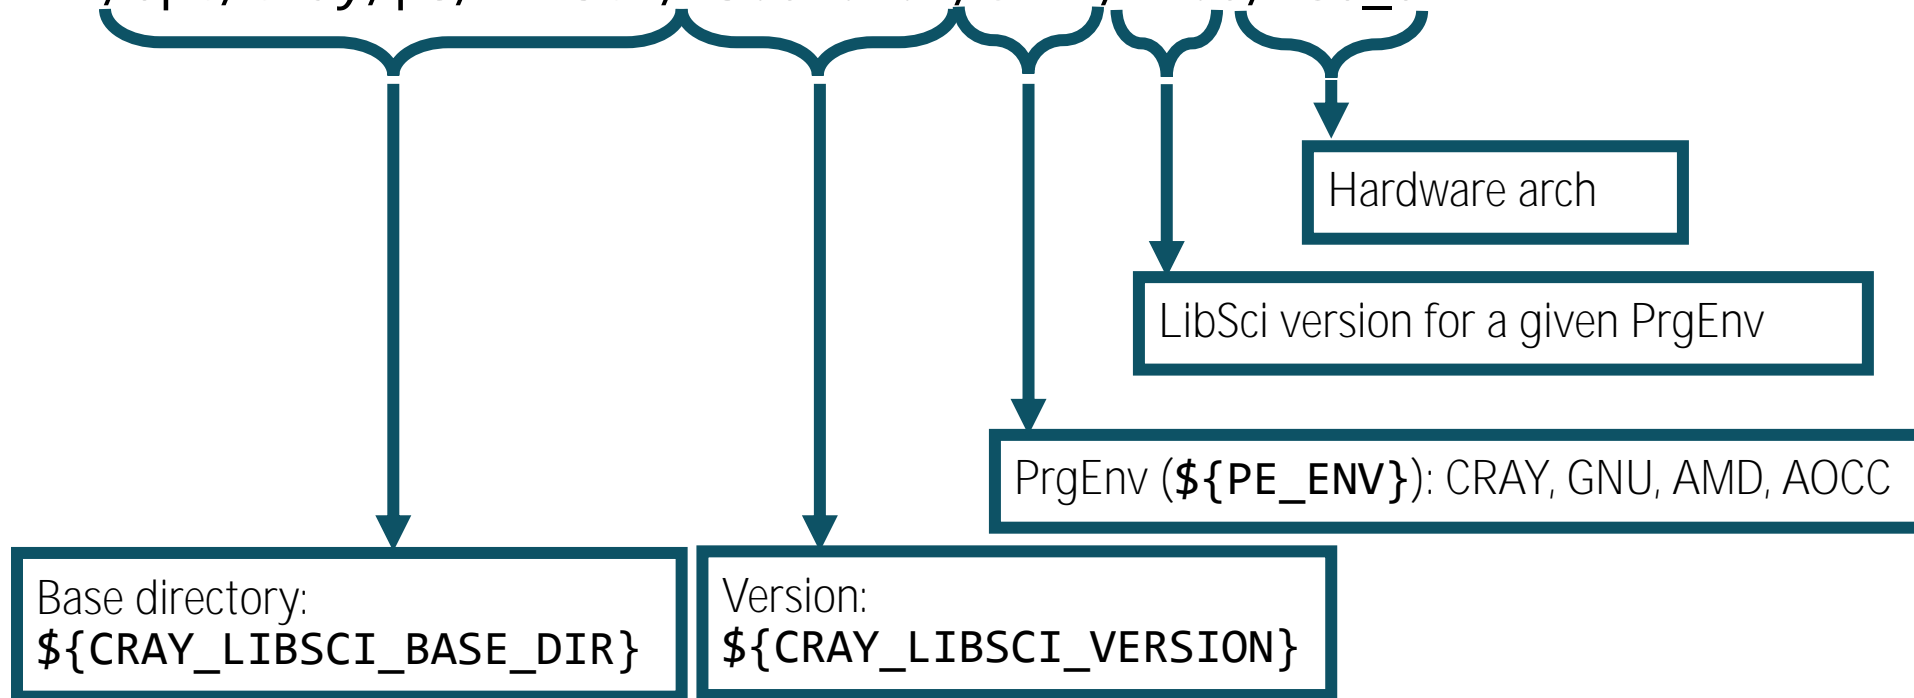 Hardware arch
LibSci version for a given PrgEnv
PrgEnv (${PE_ENV}): CRAY, GNU, AMD, AOCC
Base directory:
${CRAY_LIBSCI_BASE_DIR}
Version:
${CRAY_LIBSCI_VERSION}